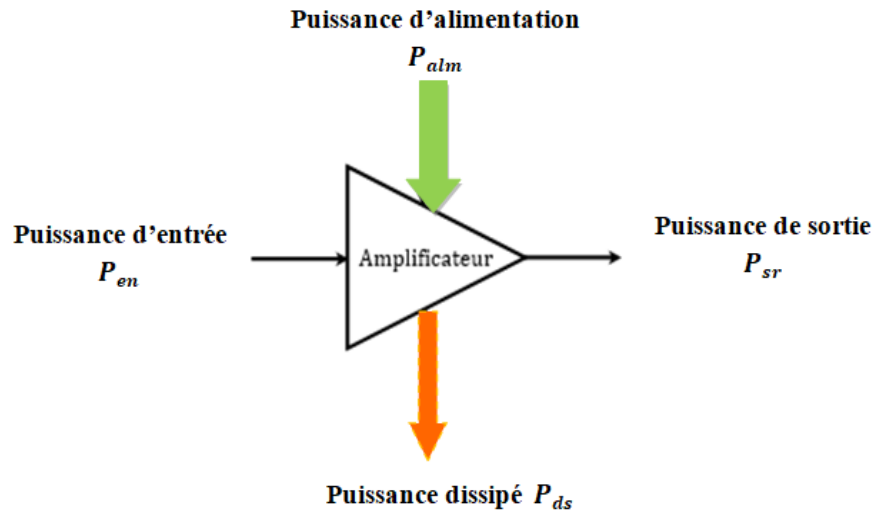 Puissance d’alimentation
P_alm
Puissance d’entrée
P_en
Amplificateur
Puissance de sortie
P_sr
Puissance dissipé P_ds